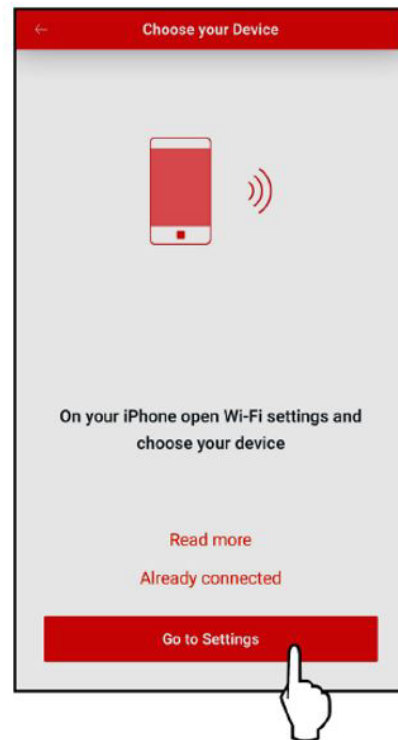 Choose your Device
On your iPhone open Wi-Fi settings and
choose your device
Read more
Already connected
Go to Settings